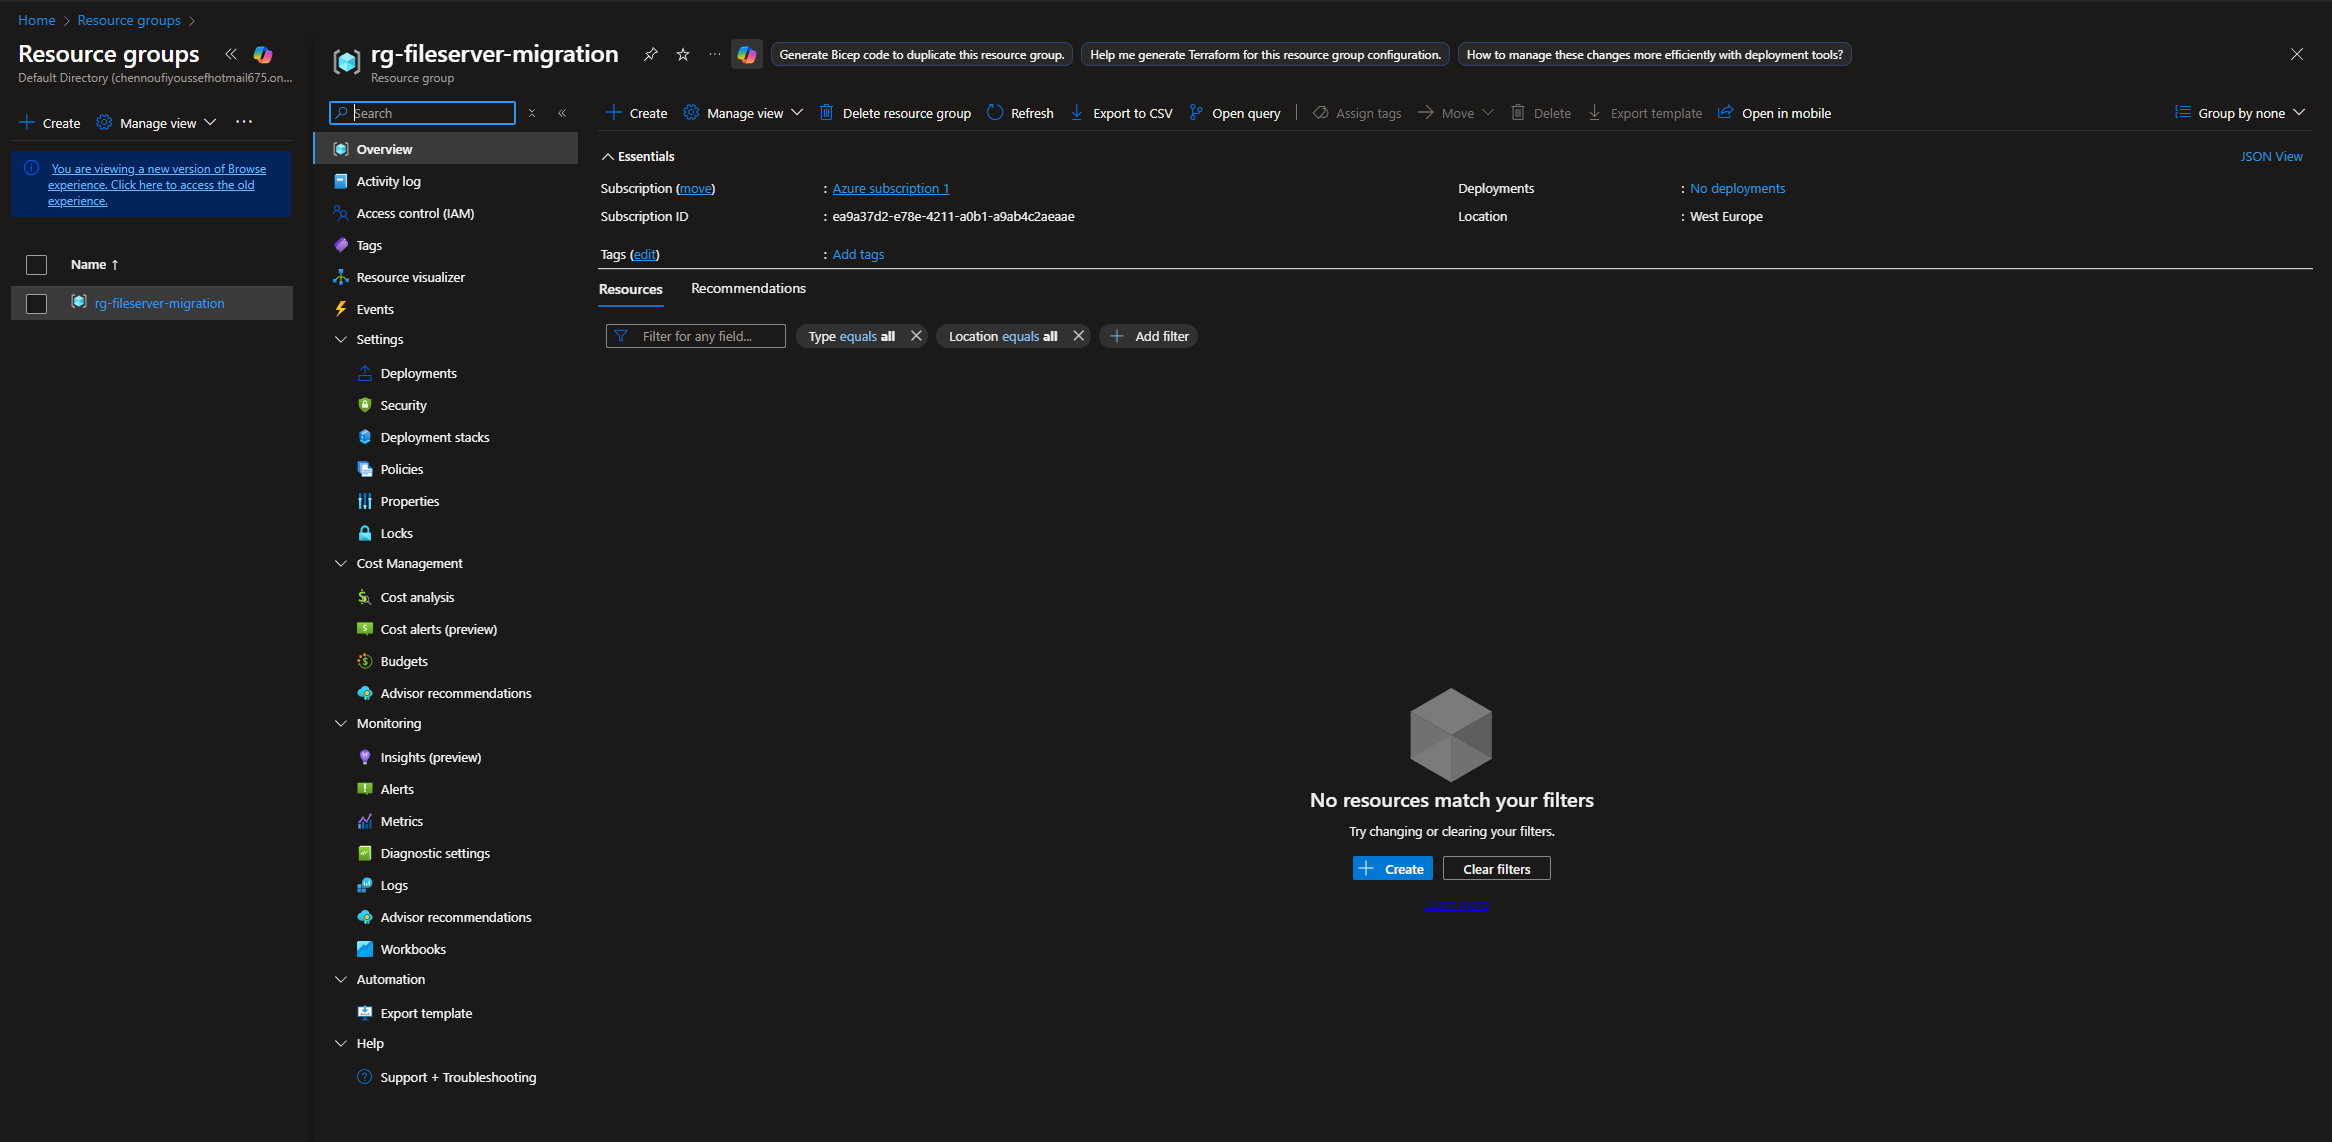 Home > Resource groups >
Resource groups
Default Directory (chennoufiyoussefhotmail675.on...
Create
Manage view
You are viewing a new version of Browse
experience. Click here to access the old
experience.
Name ↑
rg-fileserver-migration
rg-fileserver-migration
Resource group
Generate Bicep code to duplicate this resource group.
Help me generate Terraform for this resource group configuration.
How to manage these changes more efficiently with deployment tools?
Search
Overview
Activity log
Access control (IAM)
Tags
Resource visualizer
Events
Settings
Deployments
Security
Deployment stacks
Policies
Properties
Locks
Cost Management
Cost analysis
Cost alerts (preview)
Budgets
Advisor recommendations
Monitoring
Insights (preview)
Alerts
Metrics
Diagnostic settings
Logs
Advisor recommendations
Workbooks
Automation
Export template
Help
Support + Troubleshooting
Create
Manage view
Delete resource group
Refresh
Export to CSV
Open query
Assign tags
Move
Delete
Export template
Open in mobile
Group by none
Essentials
JSON View
Subscription (move) : Azure subscription 1
Subscription ID : ea9a37d2-e78e-4211-a0b1-a9ab4c2aeaae
Deployments : No deployments
Location : West Europe
Tags (edit) : Add tags
Resources
Recommendations
Filter for any field...
Type equals all
Location equals all
Add filter
No resources match your filters
Try changing or clearing your filters.
Create
Clear filters
Learn more